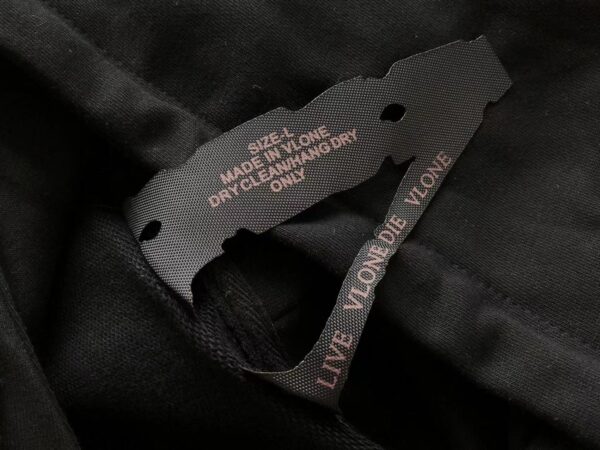 SIZE-L
MADE IN VLONE
DRY CLEAN/HANG DRY
ONLY
LIVE VLONE DIE VLONE